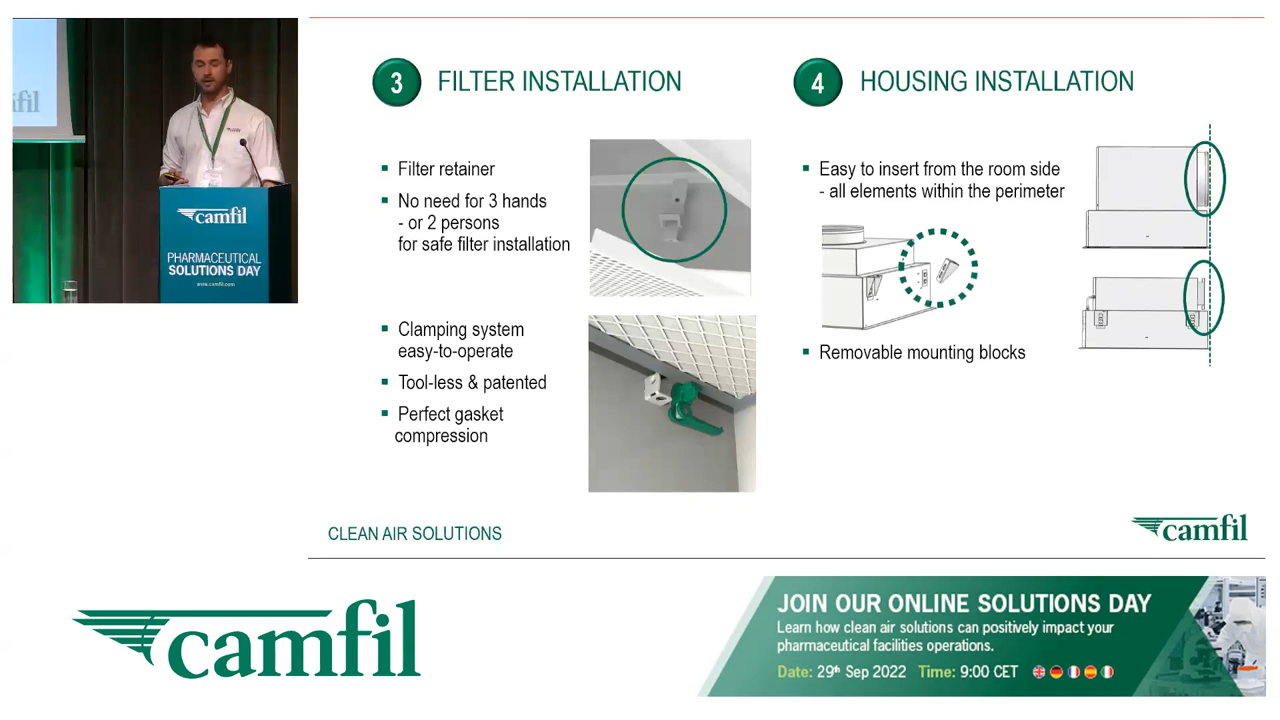 ifil
camfil
PHARMACEUTICAL
SOLUTIONS DAY
www.camfil.com
3 FILTER INSTALLATION
▪ Filter retainer
▪ No need for 3 hands
- or 2 persons
for safe filter installation
▪ Clamping system
easy-to-operate
▪ Tool-less & patented
▪ Perfect gasket
compression
4 HOUSING INSTALLATION
▪ Easy to insert from the room side
- all elements within the perimeter
▪ Removable mounting blocks
CLEAN AIR SOLUTIONS
camfil
camfil
JOIN OUR ONLINE SOLUTIONS DAY
Learn how clean air solutions can positively impact your
pharmaceutical facilities operations.
Date: 29th Sep 2022 Time: 9:00 CET